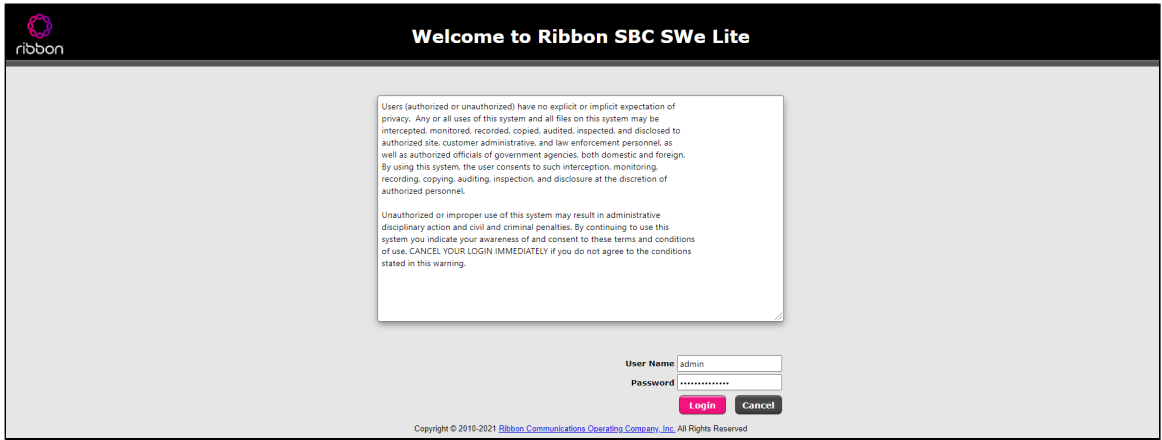 ribbon
Welcome to Ribbon SBC SWe Lite
Users (authorized or unauthorized) have no explicit or implicit expectation of
privacy. Any or all uses of this system and all files on this system may be
intercepted, monitored, recorded, copied, audited, inspected, and disclosed to
authorized site, customer administrative, and law enforcement personnel, as
well as authorized officials of government agencies, both domestic and foreign.
By using this system, the user consents to such interception, monitoring,
recording, copying, auditing, inspection, and disclosure at the discretion of
authorized personnel.
Unauthorized or improper use of this system may result in administrative
disciplinary action and civil and criminal penalties. By continuing to use this
system you indicate your awareness of and consent to these terms and conditions
of use. CANCEL YOUR LOGIN IMMEDIATELY if you do not agree to the conditions
stated in this warning.
User Name admin
Password ••••••••••••••
Login Cancel
Copyright © 2010-2021 Ribbon Communications Operating Company, Inc. All Rights Reserved